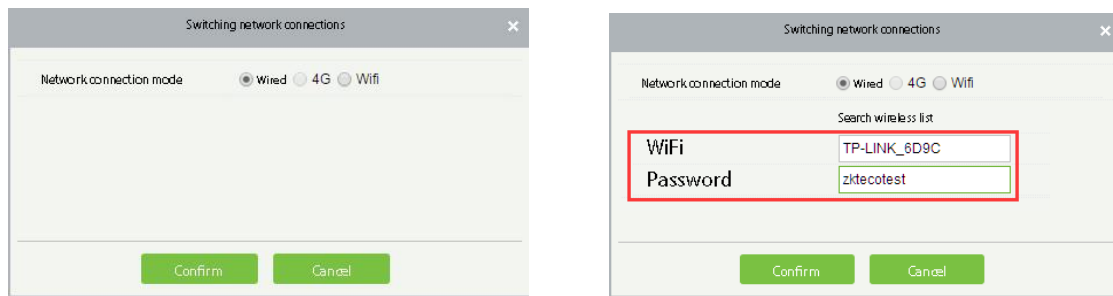 Switching network connections ×
Network connection mode Wired 4G Wifi
Confirm Cancel
Switching network connections ×
Network connection mode Wired 4G Wifi
Search wireless list
WiFi TP-LINK_6D9C
Password zktecotest
Confirm Cancel